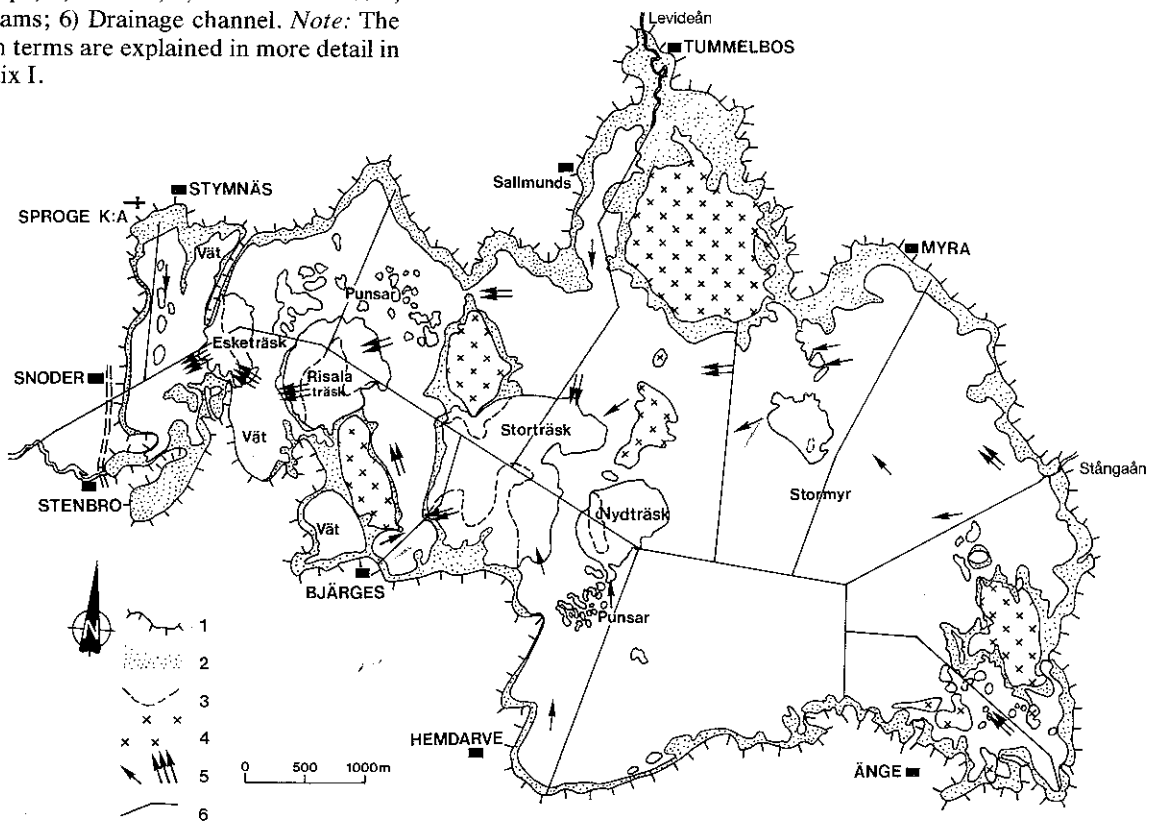 ams; 6) Drainage channel. Note: The
terms are explained in more detail in
ix I.
Levideån
TUMMELBOS
Sallmunds
STYMNÄS
SPROGE K:A
Vät
MYRA
Punsar
Esketräsk
Risala
träsk
SNODER
Storträsk
Vät
Stångaån
Stormyr
STENBRO
Nydträsk
Vät
BJÄRGES
Punsar
N
1
2
3
4
5
6
HEMDARVE
0 500 1000m
ÄNGE